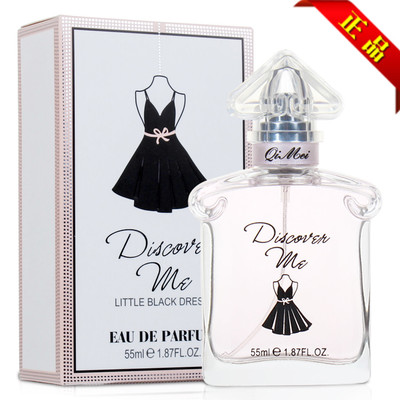 正品
Discover
Me
LITTLE BLACK DRES
EAU DE PARFU
55ml e 1.87FL.OZ.
QiMei
Discover
Me
55ml e 1.87FL.OZ.